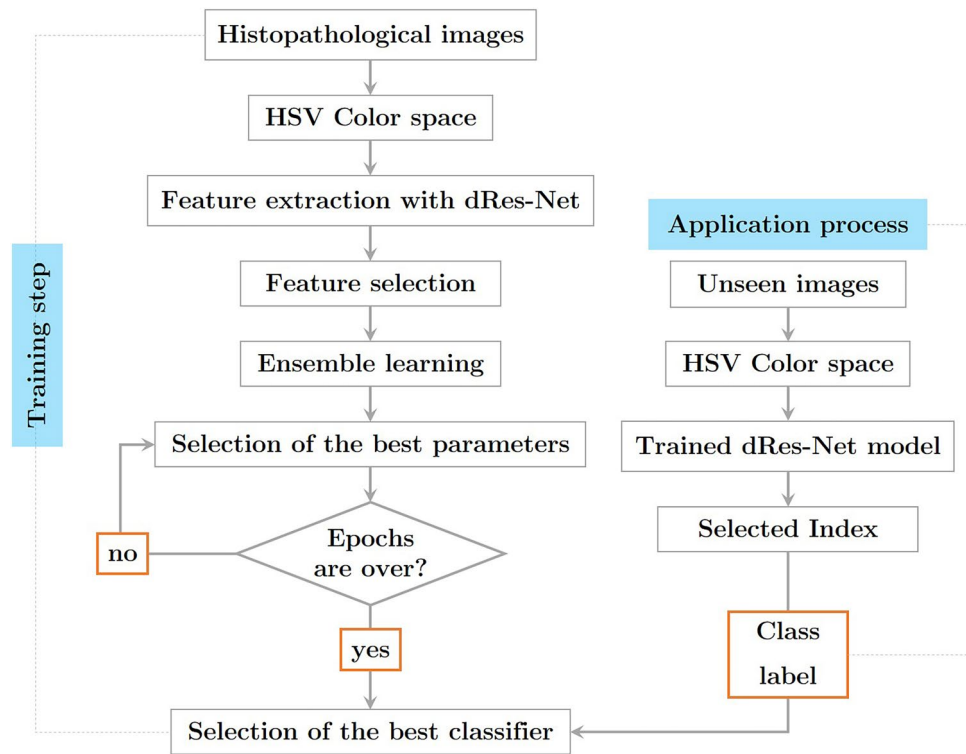 Histopathological images
HSV Color space
Feature extraction with dRes-Net
Feature selection
Ensemble learning
Selection of the best parameters
Epochs
are over?
no
yes
Selection of the best classifier
Training step
Application process
Unseen images
HSV Color space
Trained dRes-Net model
Selected Index
Class
label